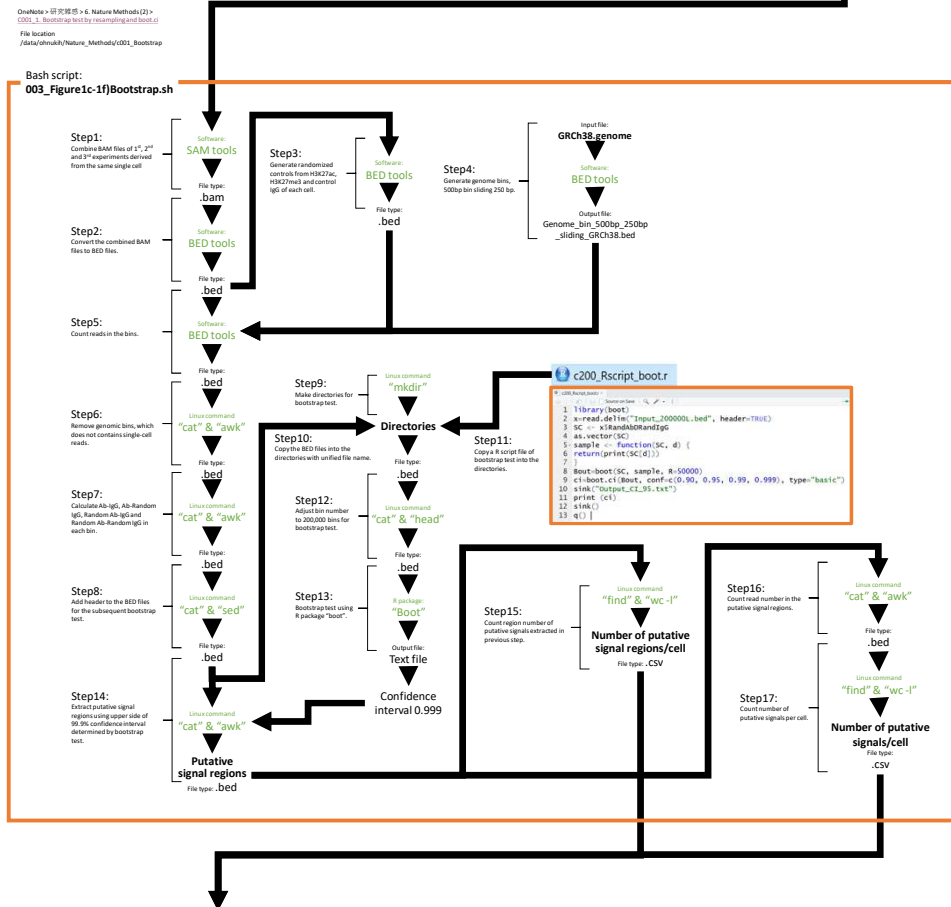 OneNote > 研究雑感 > 6. Nature Methods (2) >
C001_1. Bootstrap test by resampling and boot.ci
File location
/data/ohnukih/Nature_Methods/c001_Bootstrap
Bash script:
003_Figure1c-1f)Bootstrap.sh
Step1:
Combine BAM files of 1st, 2nd
and 3rd experiments derived
from the same single cell
Software:
SAM tools
File type:
.bam
Step2:
Convert the combined BAM
files to BED files.
Software:
BED tools
File type:
.bed
Step3:
Generate randomized
controls from H3K27ac,
H3K27me3 and control
IgG of each cell.
Software:
BED tools
File type:
.bed
Step4:
Generate genome bins,
500bp bin sliding 250 bp.
Input file:
GRCh38.genome
Software:
BED tools
Output file:
Genome_bin_500bp_250bp
_sliding_GRCh38.bed
Step5:
Count reads in the bins.
Software:
BED tools
File type:
.bed
Step6:
Remove genomic bins, which
does not contains single-cell
reads.
Linux command
"cat" & "awk"
File type:
.bed
Step7:
Calculate Ab-IgG, Ab-Random
IgG, Random Ab-IgG and
Random Ab-Random IgG in
each bin.
Linux command
"cat" & "awk"
File type:
.bed
Step8:
Add header to the BED files
for the subsequent bootstrap
test.
Linux command
"cat" & "sed"
File type:
.bed
Step9:
Make directories for
bootstrap test.
Linux command
"mkdir"
Directories
Step10:
Copy the BED files into the
directories with unified file name.
Step11:
Copy a R script file of
bootstrap test into the
directories.
c200_Rscript_boot.r
c200_Rscript_boot.r
Source on Save
1 library(boot)
2 x=read.delim("Input_200000L.bed", header=TRUE)
3 SC <- x$RandAbDRandIgG
4 as.vector(SC)
5 sample <- function(SC, d) {
6 return(print(SC[d]))
7 }
8 Bout=boot(SC, sample, R=50000)
9 ci=boot.ci(Bout, conf=c(0.90, 0.95, 0.99, 0.999), type="basic")
10 sink("Output_CI_95.txt")
11 print (ci)
12 sink()
13 q()
Step12:
Adjust bin number
to 200,000 bins for
bootstrap test.
Linux command
"cat" & "head"
File type:
.bed
Step13:
Bootstrap test using
R package "boot".
R package:
"Boot"
Output file:
Text file
Confidence
interval 0.999
Step14:
Extract putative signal
regions using upper side of
99.9% confidence interval
determined by bootstrap
test.
Linux command
"cat" & "awk"
Putative
signal regions
File type: .bed
Step15:
Count region number of
putative signals extracted in
previous step.
Linux command
"find" & "wc -l"
Number of putative
signal regions/cell
File type: .CSV
Step16:
Count read number in the
putative signal regions.
Linux command
"cat" & "awk"
File type:
.bed
Step17:
Count number of
putative signals per cell.
Linux command
"find" & "wc -l"
Number of putative
signals/cell
File type:
.CSV